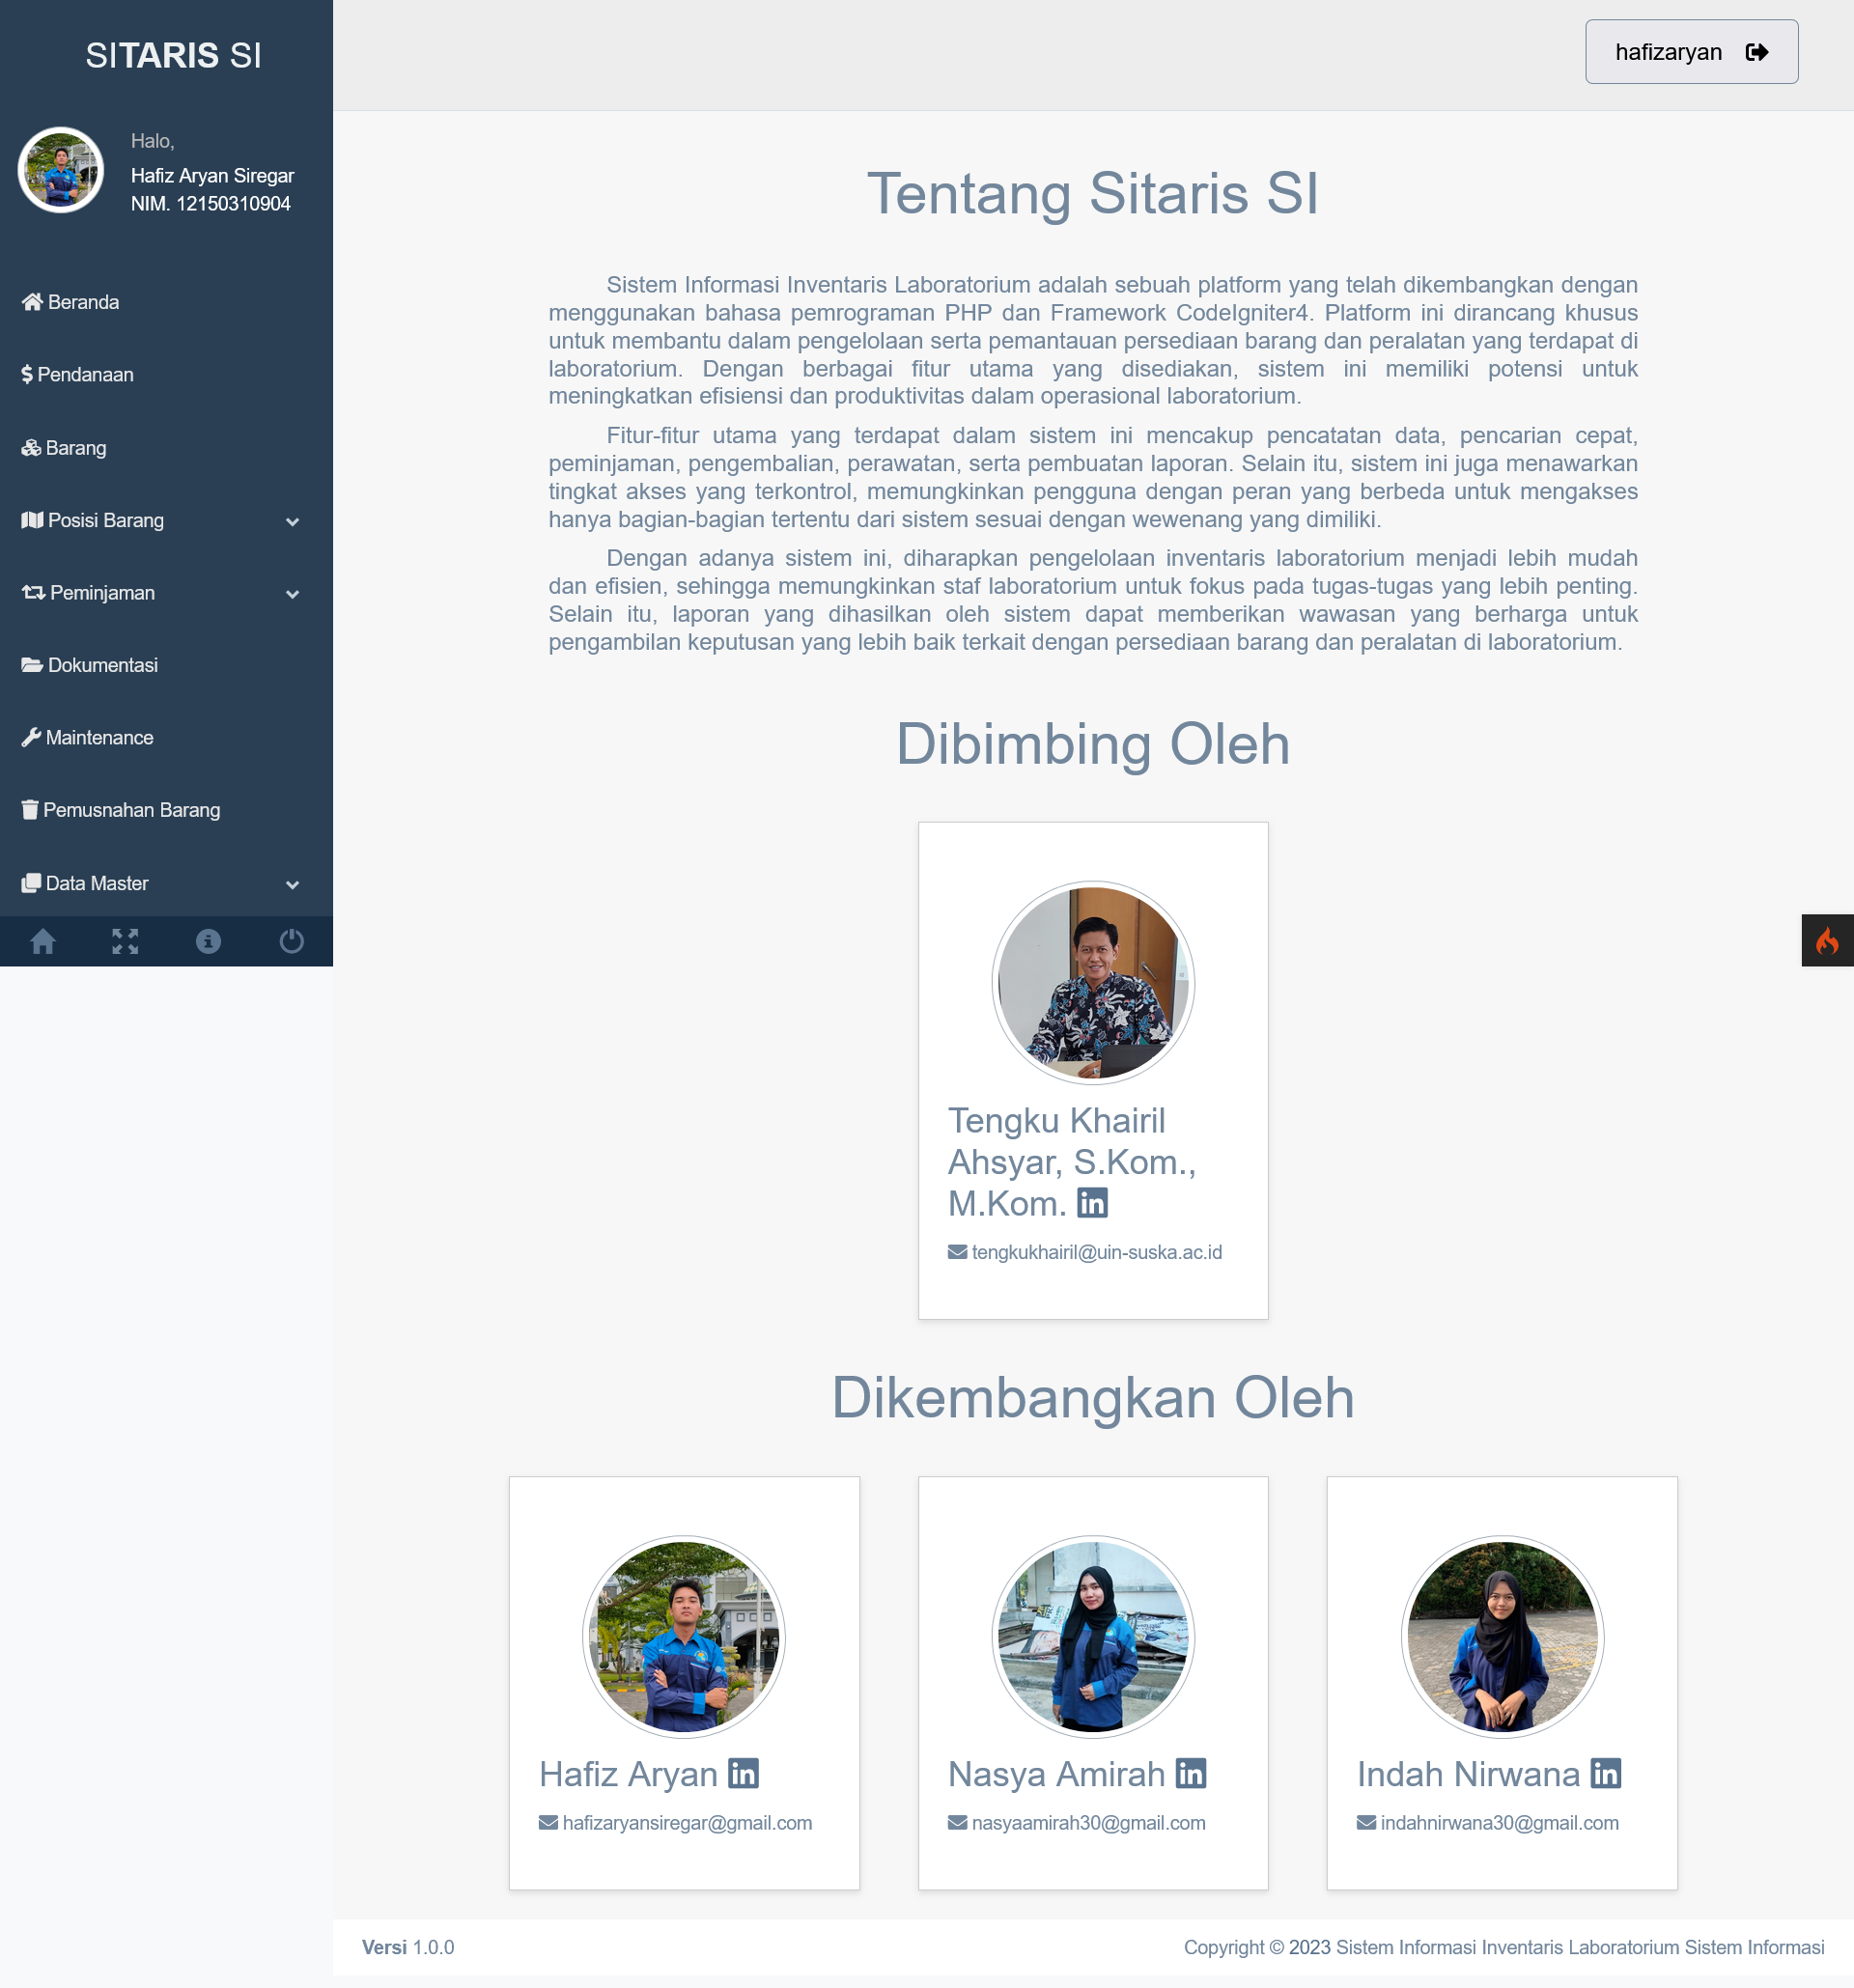 SITARIS SI
Halo,
Hafiz Aryan Siregar
NIM. 12150310904
Beranda
Pendanaan
Barang
Posisi Barang
Peminjaman
Dokumentasi
Maintenance
Pemusnahan Barang
Data Master
hafizaryan
Tentang Sitaris SI
Sistem Informasi Inventaris Laboratorium adalah sebuah platform yang telah dikembangkan dengan
menggunakan bahasa pemrograman PHP dan Framework CodeIgniter4. Platform ini dirancang khusus
untuk membantu dalam pengelolaan serta pemantauan persediaan barang dan peralatan yang terdapat di
laboratorium. Dengan berbagai fitur utama yang disediakan, sistem ini memiliki potensi untuk
meningkatkan efisiensi dan produktivitas dalam operasional laboratorium.
Fitur-fitur utama yang terdapat dalam sistem ini mencakup pencatatan data, pencarian cepat,
peminjaman, pengembalian, perawatan, serta pembuatan laporan. Selain itu, sistem ini juga menawarkan
tingkat akses yang terkontrol, memungkinkan pengguna dengan peran yang berbeda untuk mengakses
hanya bagian-bagian tertentu dari sistem sesuai dengan wewenang yang dimiliki.
Dengan adanya sistem ini, diharapkan pengelolaan inventaris laboratorium menjadi lebih mudah
dan efisien, sehingga memungkinkan staf laboratorium untuk fokus pada tugas-tugas yang lebih penting.
Selain itu, laporan yang dihasilkan oleh sistem dapat memberikan wawasan yang berharga untuk
pengambilan keputusan yang lebih baik terkait dengan persediaan barang dan peralatan di laboratorium.
Dibimbing Oleh
Tengku Khairil
Ahsyar, S.Kom.,
M.Kom.
tengkukhairil@uin-suska.ac.id
Dikembangkan Oleh
Hafiz Aryan
hafizaryansiregar@gmail.com
Nasya Amirah
nasyaamirah30@gmail.com
Indah Nirwana
indahnirwana30@gmail.com
Versi 1.0.0
Copyright © 2023 Sistem Informasi Inventaris Laboratorium Sistem Informasi